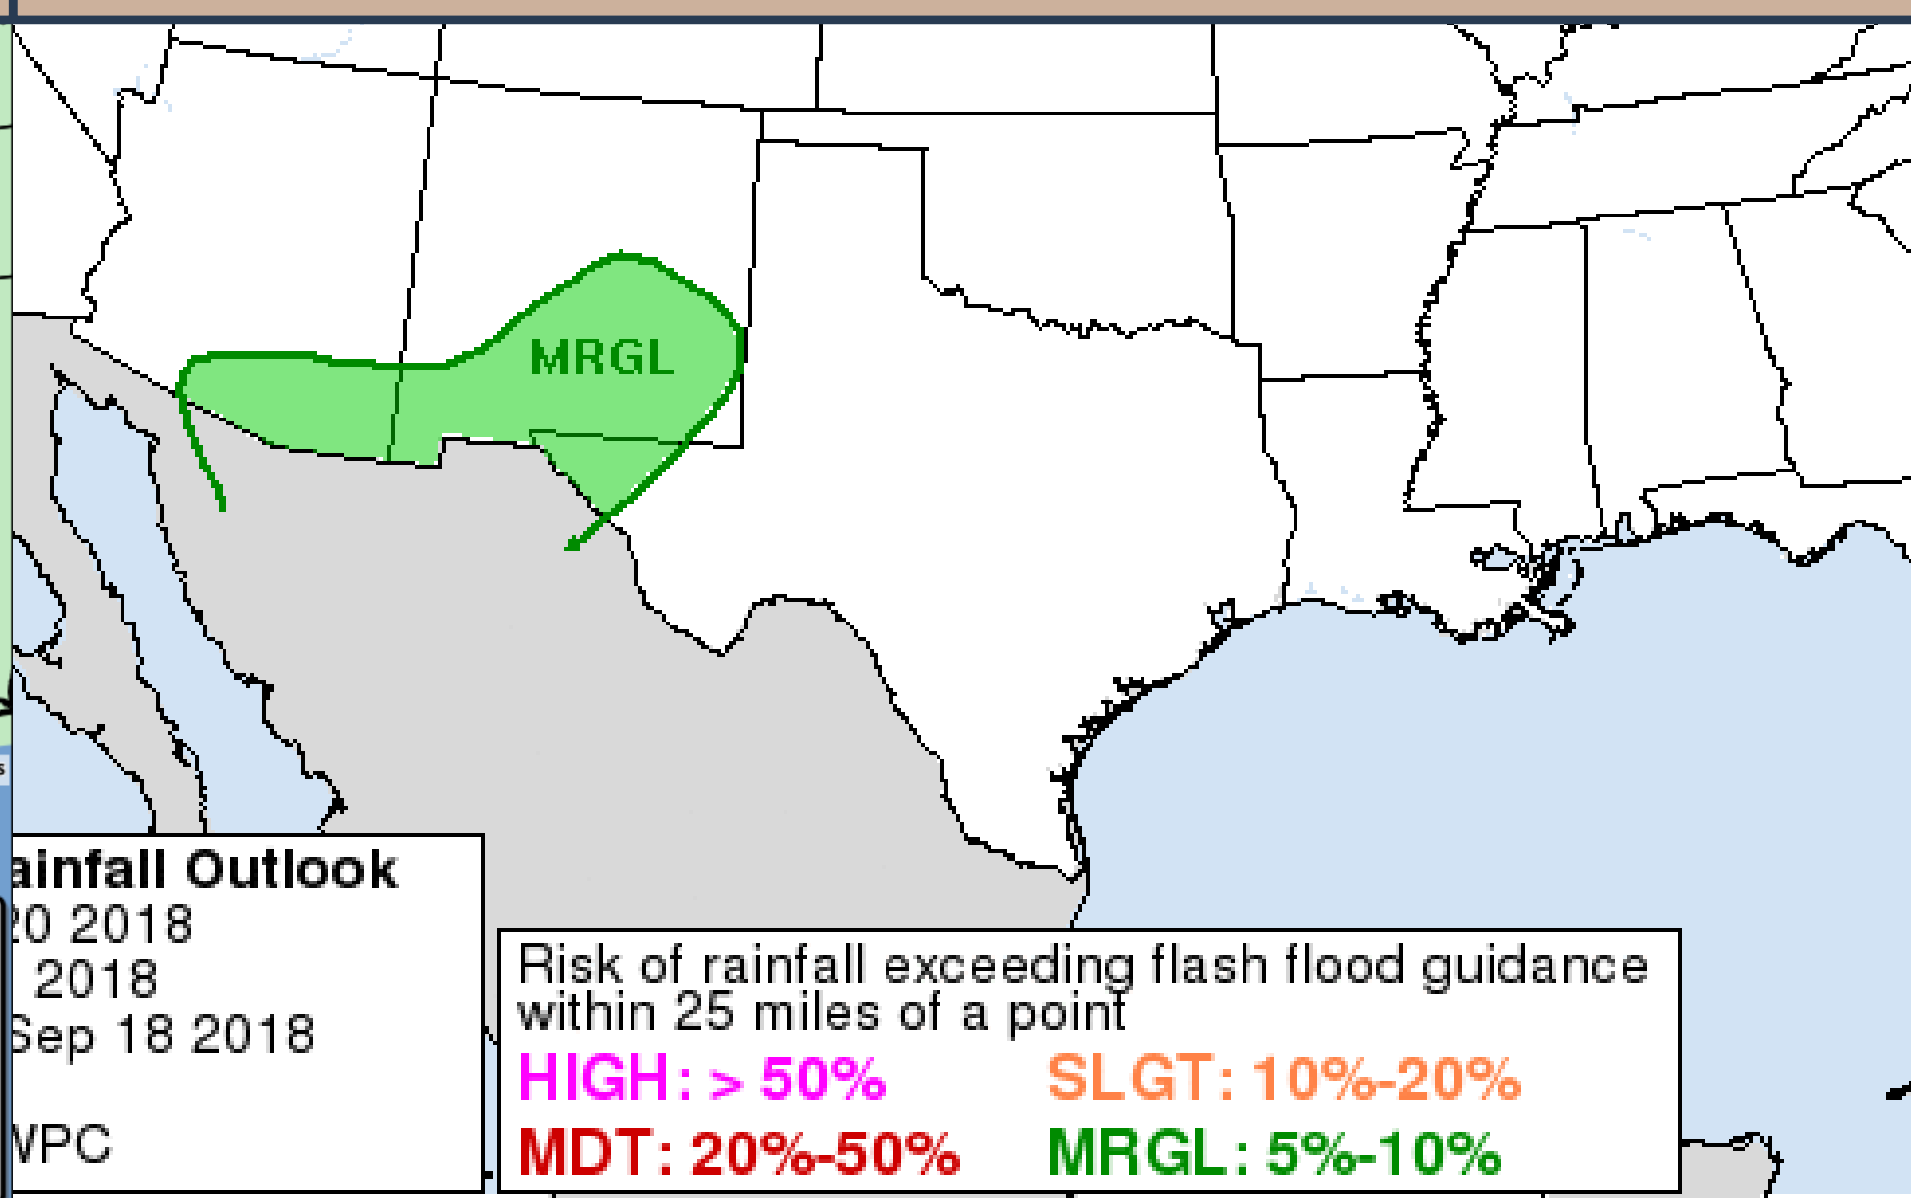 MRGL
ainfall Outlook
20 2018
2018
Sep 18 2018
WPC
Risk of rainfall exceeding flash flood guidance
within 25 miles of a point
HIGH: > 50% SLGT: 10%-20%
MDT: 20%-50% MRGL: 5%-10%